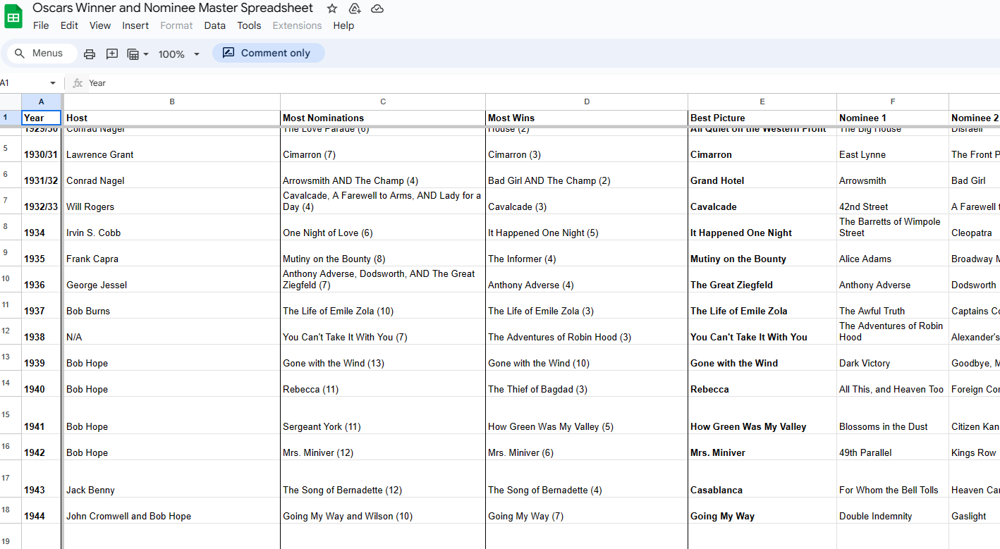 Oscars Winner and Nominee Master Spreadsheet
File Edit View Insert Format Data Tools Extensions Help
Menus 100% Comment only
A1 fx Year
A B C D E F
1 Year Host Most Nominations Most Wins Best Picture Nominee 1 Nominee 2
1929/30 Conrad Nagel The Love Parade (6) House (2) All Quiet on the Western Front The Big House Disraeli
5 1930/31 Lawrence Grant Cimarron (7) Cimarron (3) Cimarron East Lynne The Front P
6 1931/32 Conrad Nagel Arrowsmith AND The Champ (4) Bad Girl AND The Champ (2) Grand Hotel Arrowsmith Bad Girl
Cavalcade, A Farewell to Arms, AND Lady for a
7 1932/33 Will Rogers Day (4) Cavalcade (3) Cavalcade 42nd Street A Farewell t
The Barretts of Wimpole
8 1934 Irvin S. Cobb One Night of Love (6) It Happened One Night (5) It Happened One Night Street Cleopatra
9 1935 Frank Capra Mutiny on the Bounty (8) The Informer (4) Mutiny on the Bounty Alice Adams Broadway M
Anthony Adverse, Dodsworth, AND The Great
10 1936 George Jessel Ziegfeld (7) Anthony Adverse (4) The Great Ziegfeld Anthony Adverse Dodsworth
11 1937 Bob Burns The Life of Emile Zola (10) The Life of Emile Zola (3) The Life of Emile Zola The Awful Truth Captains Co
The Adventures of Robin
12 1938 N/A You Can't Take It With You (7) The Adventures of Robin Hood (3) You Can't Take It With You Hood Alexander's
13 1939 Bob Hope Gone with the Wind (13) Gone with the Wind (10) Gone with the Wind Dark Victory Goodbye, M
14 1940 Bob Hope Rebecca (11) The Thief of Bagdad (3) Rebecca All This, and Heaven Too Foreign Cor
15 1941 Bob Hope Sergeant York (11) How Green Was My Valley (5) How Green Was My Valley Blossoms in the Dust Citizen Kan
16 1942 Bob Hope Mrs. Miniver (12) Mrs. Miniver (6) Mrs. Miniver 49th Parallel Kings Row
17 1943 Jack Benny The Song of Bernadette (12) The Song of Bernadette (4) Casablanca For Whom the Bell Tolls Heaven Can
18 1944 John Cromwell and Bob Hope Going My Way and Wilson (10) Going My Way (7) Going My Way Double Indemnity Gaslight
19